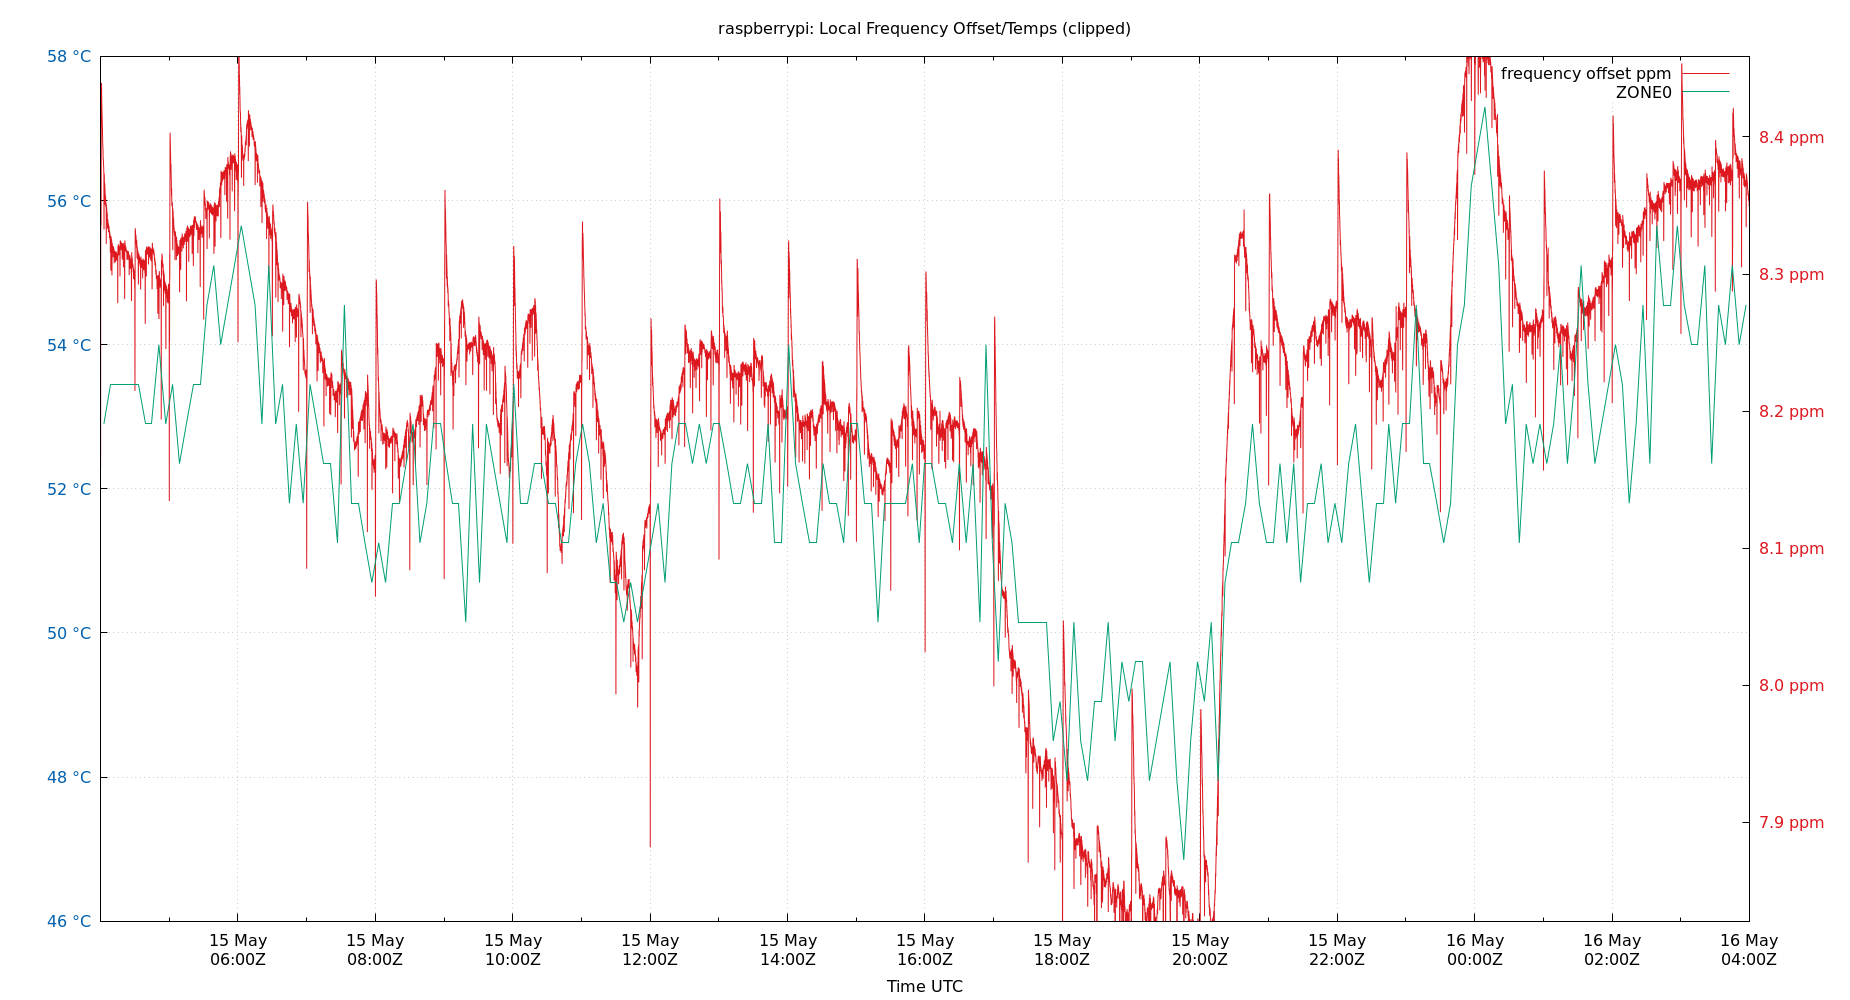 raspberrypi: Local Frequency Offset/Temps (clipped)
58 °C
56 °C
54 °C
52 °C
50 °C
48 °C
46 °C
frequency offset ppm
ZONE0
8.4 ppm
8.3 ppm
8.2 ppm
8.1 ppm
8.0 ppm
7.9 ppm
15 May 15 May 15 May 15 May 15 May 15 May 15 May 15 May 15 May 16 May 16 May 16 May
06:00Z 08:00Z 10:00Z 12:00Z 14:00Z 16:00Z 18:00Z 20:00Z 22:00Z 00:00Z 02:00Z 04:00Z
Time UTC